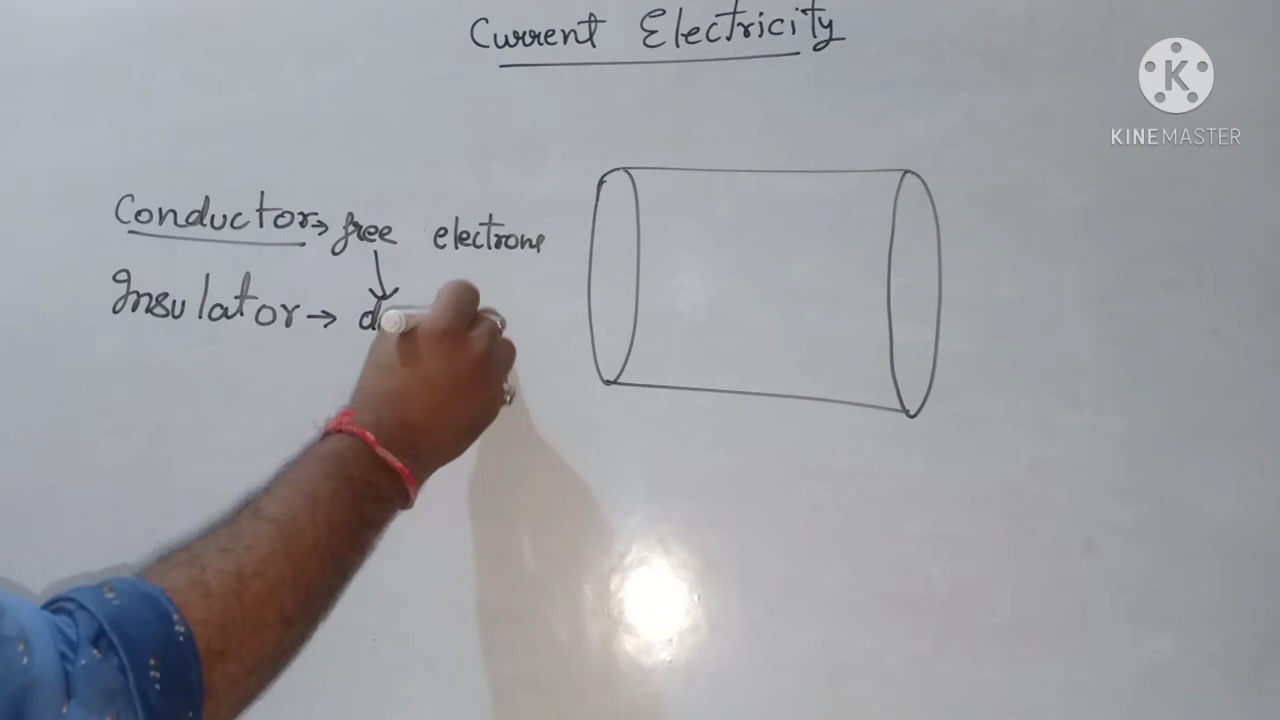 Current Electricity
K
KINEMASTER
Conductor → free electrons
Insulator →